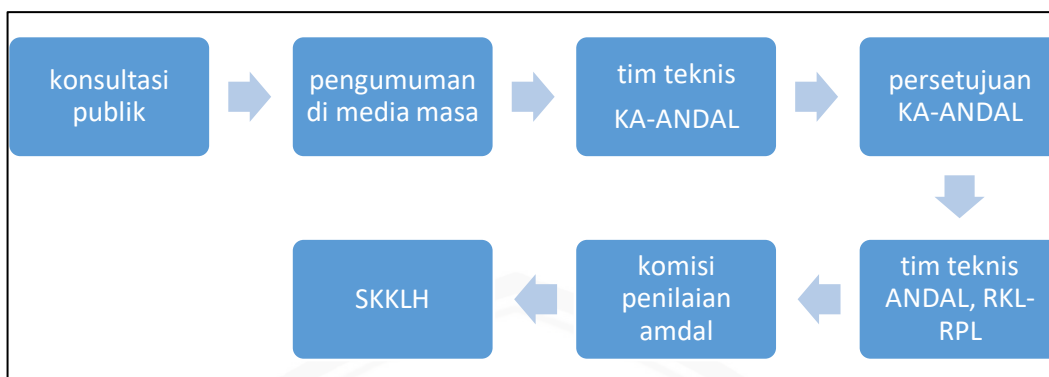 konsultasi
publik
pengumuman
di media masa
tim teknis
KA-ANDAL
persetujuan
KA-ANDAL
tim teknis
ANDAL, RKL-
RPL
komisi
penilaian
amdal
SKKLH